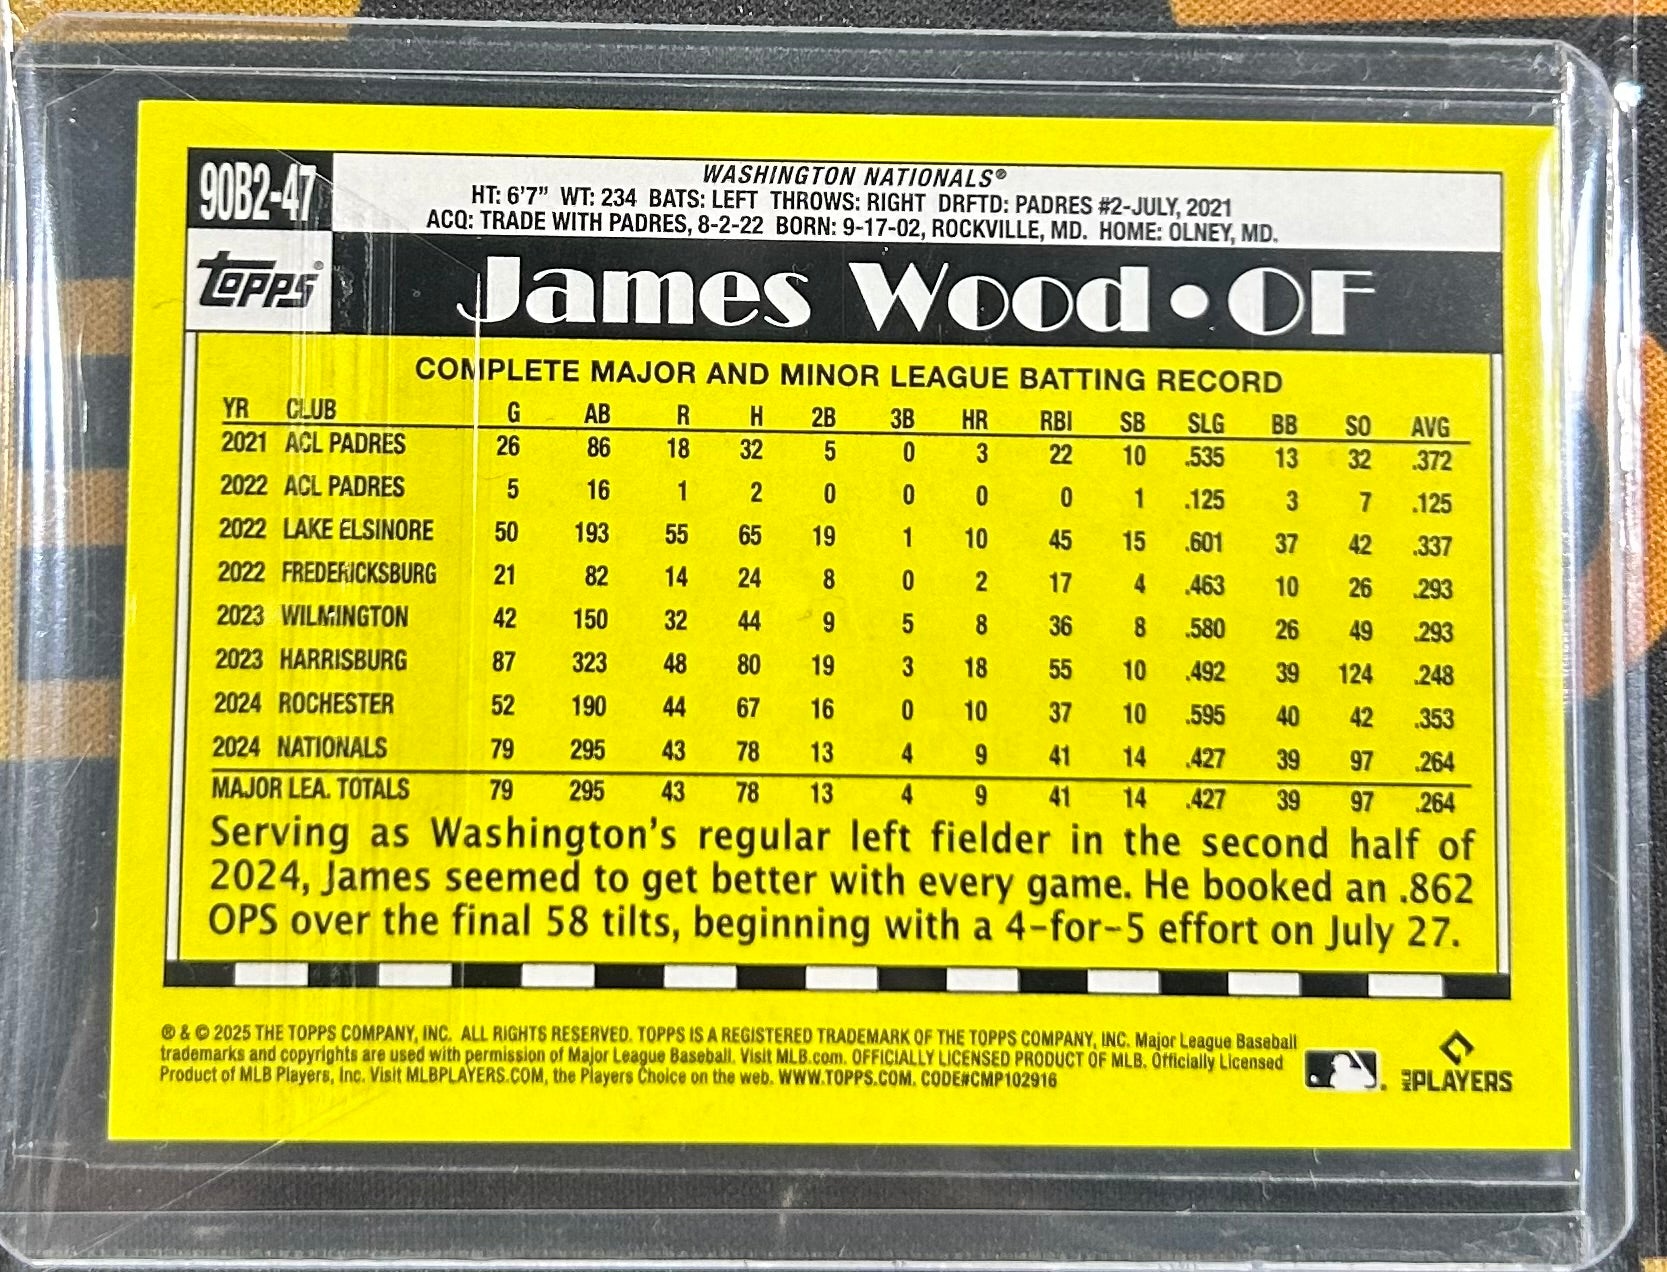 90B2-47
WASHINGTON NATIONALS®
HT: 6'7" WT: 234 BATS: LEFT THROWS: RIGHT DRFTD: PADRES #2-JULY, 2021
ACQ: TRADE WITH PADRES, 8-2-22 BORN: 9-17-02, ROCKVILLE, MD. HOME: OLNEY, MD.
TOPPS®
James Wood • OF
COMPLETE MAJOR AND MINOR LEAGUE BATTING RECORD
YR CLUB G AB R H 2B 3B HR RBI SB SLG BB SO AVG
2021 ACL PADRES 26 86 18 32 5 0 3 22 10 .535 13 32 .372
2022 ACL PADRES 5 16 1 2 0 0 0 0 1 .125 3 7 .125
2022 LAKE ELSINORE 50 193 55 65 19 1 10 45 15 .601 37 42 .337
2022 FREDERICKSBURG 21 82 14 24 8 0 2 17 4 .463 10 26 .293
2023 WILMINGTON 42 150 32 44 9 5 8 36 8 .580 26 49 .293
2023 HARRISBURG 87 323 48 80 19 3 18 55 10 .492 39 124 .248
2024 ROCHESTER 52 190 44 67 16 0 10 37 10 .595 40 42 .353
2024 NATIONALS 79 295 43 78 13 4 9 41 14 .427 39 97 .264
MAJOR LEA. TOTALS 79 295 43 78 13 4 9 41 14 .427 39 97 .264
Serving as Washington's regular left fielder in the second half of
2024, James seemed to get better with every game. He booked an .862
OPS over the final 58 tilts, beginning with a 4-for-5 effort on July 27.
® & © 2025 THE TOPPS COMPANY, INC. ALL RIGHTS RESERVED. TOPPS IS A REGISTERED TRADEMARK OF THE TOPPS COMPANY, INC. Major League Baseball
trademarks and copyrights are used with permission of Major League Baseball. Visit MLB.com. OFFICIALLY LICENSED PRODUCT OF MLB. Officially Licensed
Product of MLB Players, Inc. Visit MLBPLAYERS.COM, the Players Choice on the web. WWW.TOPPS.COM. CODE#CMP102916
MLB PLAYERS